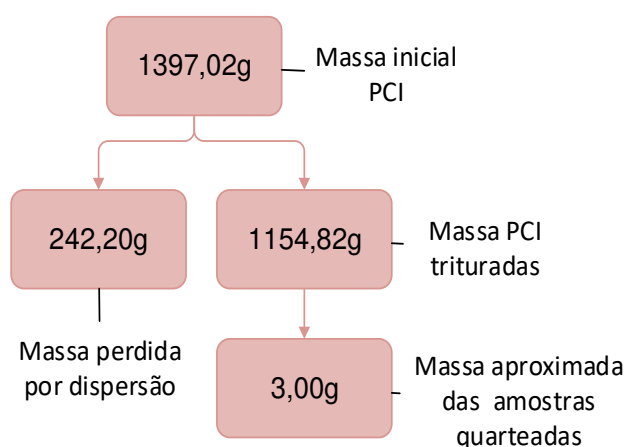 1397,02g
Massa inicial
PCI
242,20g
1154,82g
Massa PCI
trituradas
Massa perdida
por dispersão
3,00g
Massa aproximada
das amostras
quarteadas